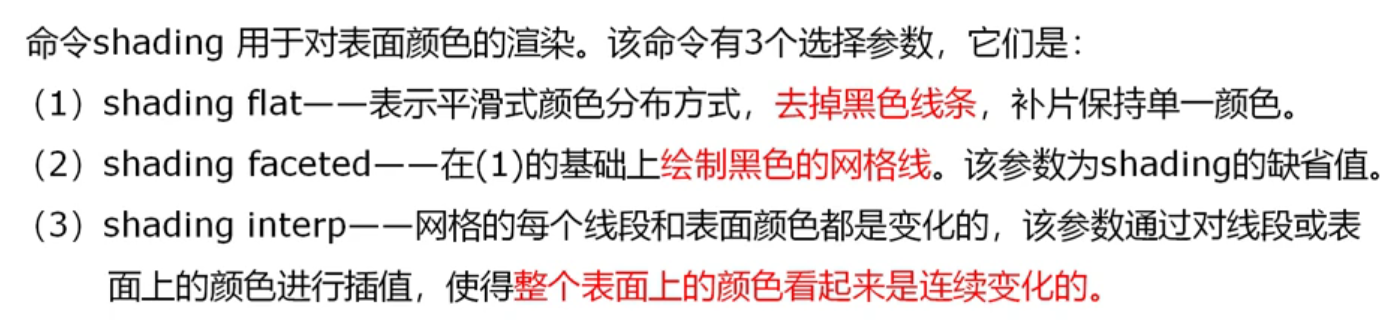 命令shading 用于对表面颜色的渲染。该命令有3个选择参数，它们是：
（1）shading flat——表示平滑式颜色分布方式，去掉黑色线条，补片保持单一颜色。
（2）shading faceted——在(1)的基础上绘制黑色的网格线。该参数为shading的缺省值。
（3）shading interp——网格的每个线段和表面颜色都是变化的，该参数通过对线段或表
面上的颜色进行插值，使得整个表面上的颜色看起来是连续变化的。